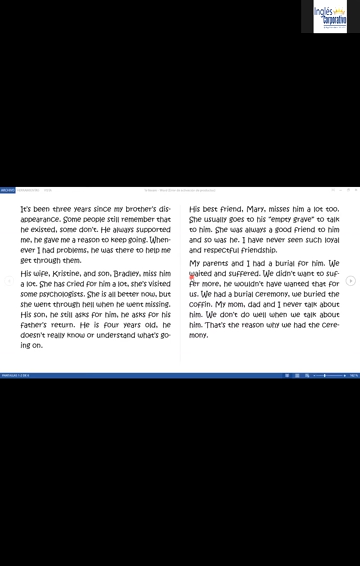 Inglés
Corporativo
It's been three years since my brother's dis-
appearance. Some people still remember that
he existed, some don't. He always supported
me, he gave me a reason to keep going. When-
ever I had problems, he was there to help me
get through them.
His wife, Kristine, and son, Bradley, miss him
a lot. She has cried for him a lot, she's visited
some psychologists. She is all better now, but
she went through hell when he went missing.
His son, he still asks for him, he asks for his
father's return. He is four years old, he
doesn't really know or understand what's go-
ing on.
His best friend, Mary, misses him a lot too.
She usually goes to his "empty grave" to talk
to him. She was always a good friend to him
and so was he. I have never seen such loyal
and respectful friendship.
My parents and I had a burial for him. We
waited and suffered. We didn't want to suf-
fer more, he wouldn't have wanted that for
us. We had a burial ceremony, we buried the
coffin. My mom, dad and I never talk about
him. We don't do well when we talk about
him. That's the reason why we had the cere-
mony.